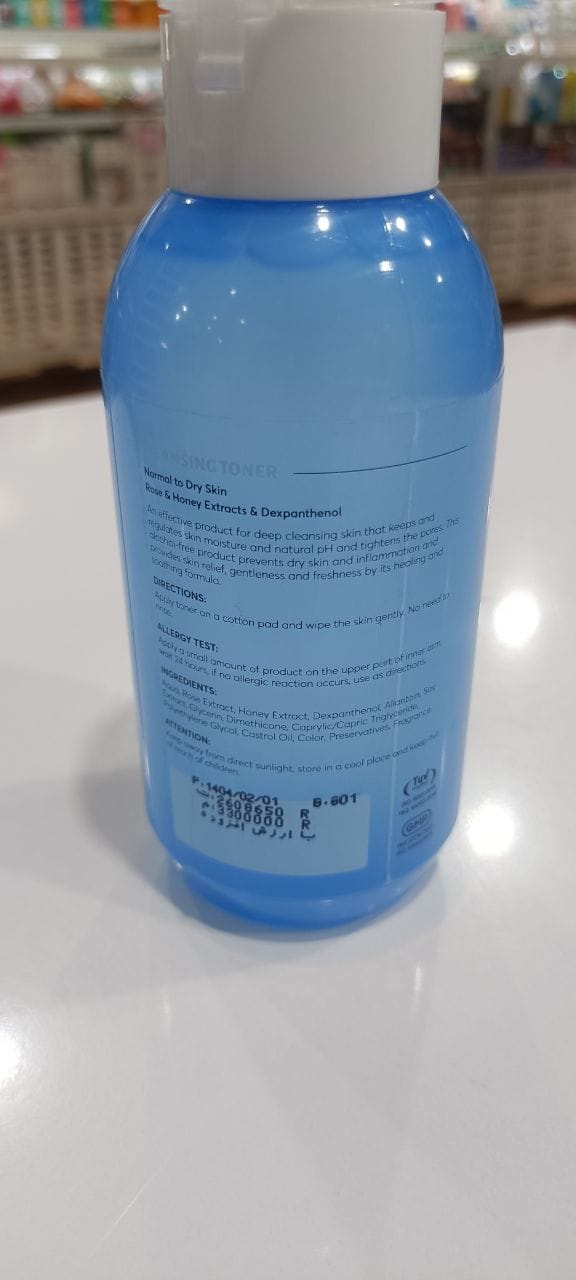 ANSING TONER
Normal to Dry Skin
Rose & Honey Extracts & Dexpanthenol
An effective product for deep cleansing skin that keeps and
regulates skin moisture and natural pH and tightens the pores. This
alcohol-free product prevents dry skin and inflammation and
provides skin relief, gentleness and freshness by its healing and
soothing formula.
DIRECTIONS:
Apply toner on a cotton pad and wipe the skin gently. No need to
rinse.
ALLERGY TEST:
Apply a small amount of product on the upper part of inner arm
wait 24 hours, if no allergic reaction occurs, use as directions.
INGREDIENTS:
Aqua, Rose Extract, Honey Extract, Dexpanthenol, Allantoin, Soy
Extract, Glycerin, Dimethicone, Caprylic/Capric Triglyceride,
Polyethylene Glycol, Castrol Oil, Color, Preservatives, Fragrance.
ATTENTION:
Keep away from direct sunlight, store in a cool place and keep out
of reach of children.
P.1404/02/01
2608650 R
م:3300000 R
ب ارزش افزوده
TUV
GMP